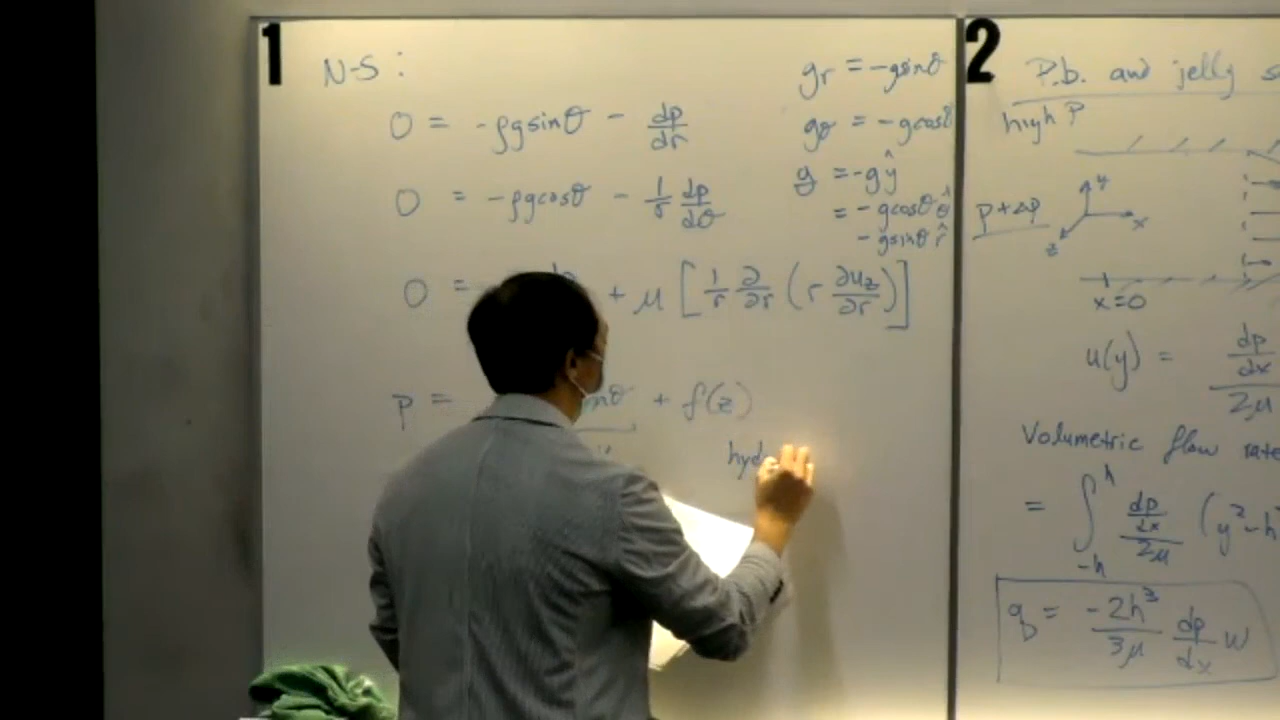 1
N-S :
0 = -ρg sinθ - dp/dr
0 = -ρg cosθ - 1/r dp/dθ
0 = + μ [ 1/r ∂/∂r ( r ∂u_z/∂r ) ]
p = + f(z)
hyd
g_r = -g sinθ
g_θ = -g cosθ
g = -g ŷ
= - g cosθ θ̂
- g sinθ r̂
2
P.b. and jelly
high P
p + Δp
y
x
z
x=0
u(y) = dp/dx / 2μ
Volumetric flow rate
= ∫_{-h}^{h} dp/dx / 2μ (y² - h²
q = -2h³/3μ dp/dx w